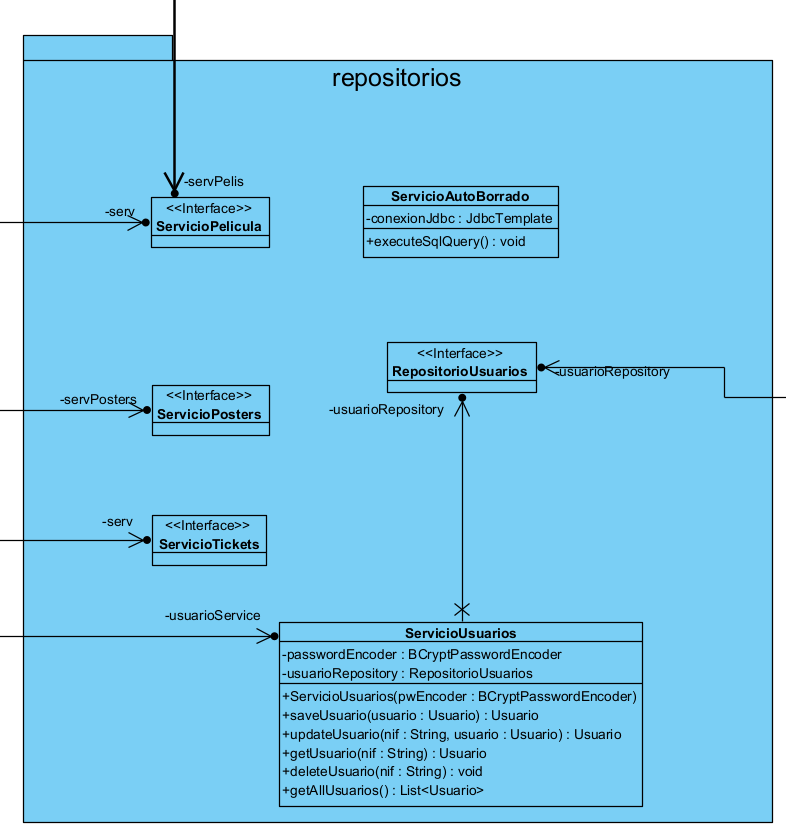 repositorios
-servPelis
-serv
<<Interface>>
ServicioPelicula
ServicioAutoBorrado
-conexionJdbc : JdbcTemplate
+executeSqlQuery() : void
<<Interface>>
RepositorioUsuarios
-usuarioRepository
-usuarioRepository
-servPosters
<<Interface>>
ServicioPosters
-serv
<<Interface>>
ServicioTickets
-usuarioService
ServicioUsuarios
-passwordEncoder : BCryptPasswordEncoder
-usuarioRepository : RepositorioUsuarios
+ServicioUsuarios(pwEncoder : BCryptPasswordEncoder)
+saveUsuario(usuario : Usuario) : Usuario
+updateUsuario(nif : String, usuario : Usuario) : Usuario
+getUsuario(nif : String) : Usuario
+deleteUsuario(nif : String) : void
+getAllUsuarios() : List<Usuario>